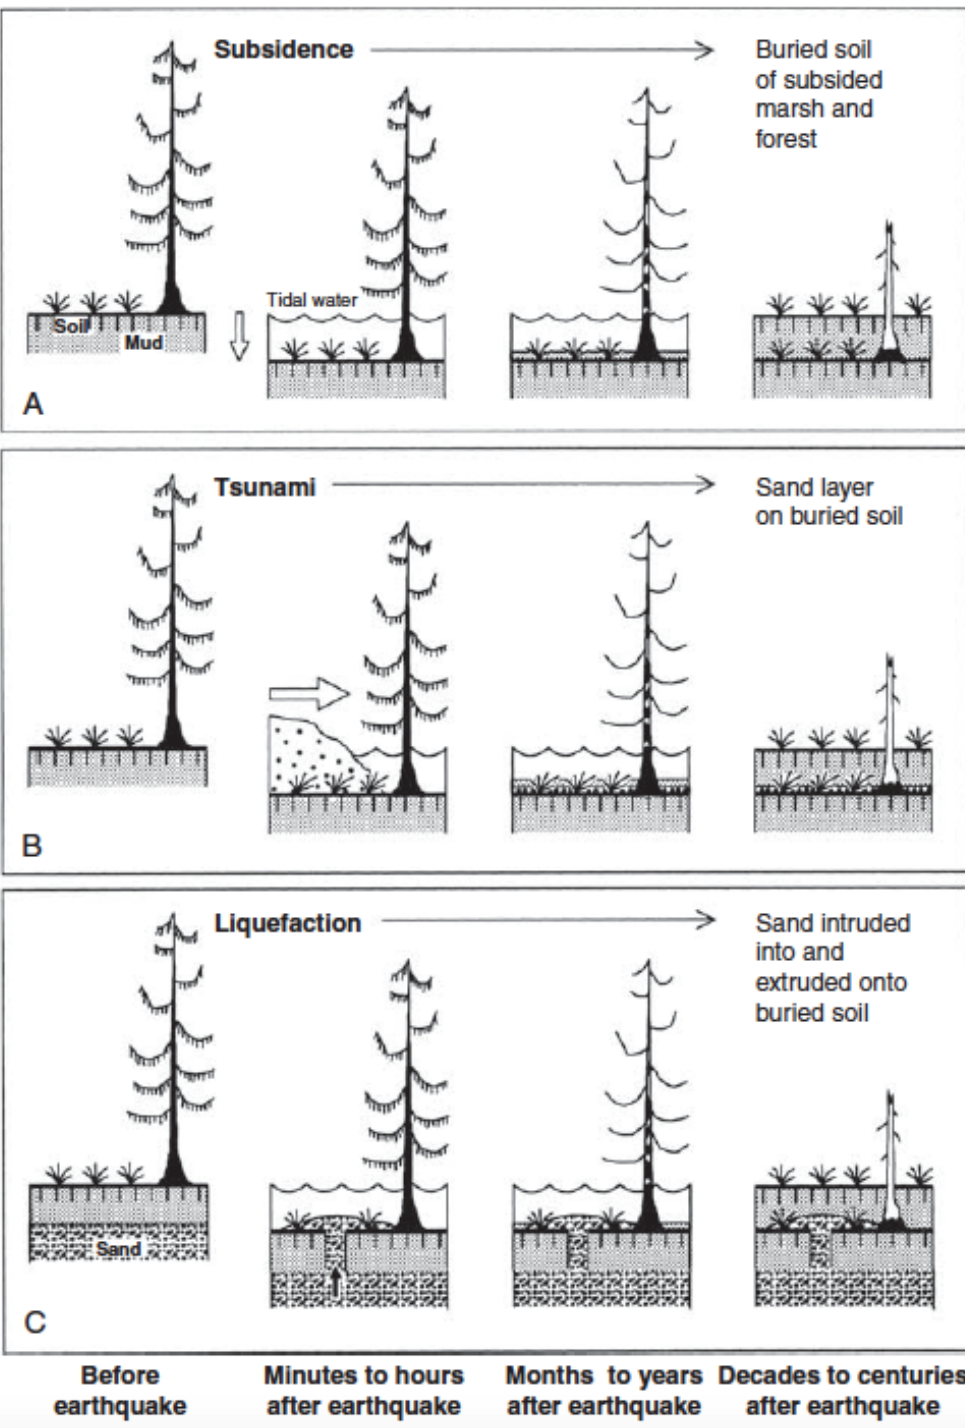 Subsidence
Buried soil
of subsided
marsh and
forest
Tidal water
Soil
Mud
A
Tsunami
Sand layer
on buried soil
B
Liquefaction
Sand intruded
into and
extruded onto
buried soil
Sand
C
Before
earthquake
Minutes to hours
after earthquake
Months to years
after earthquake
Decades to centuries
after earthquake